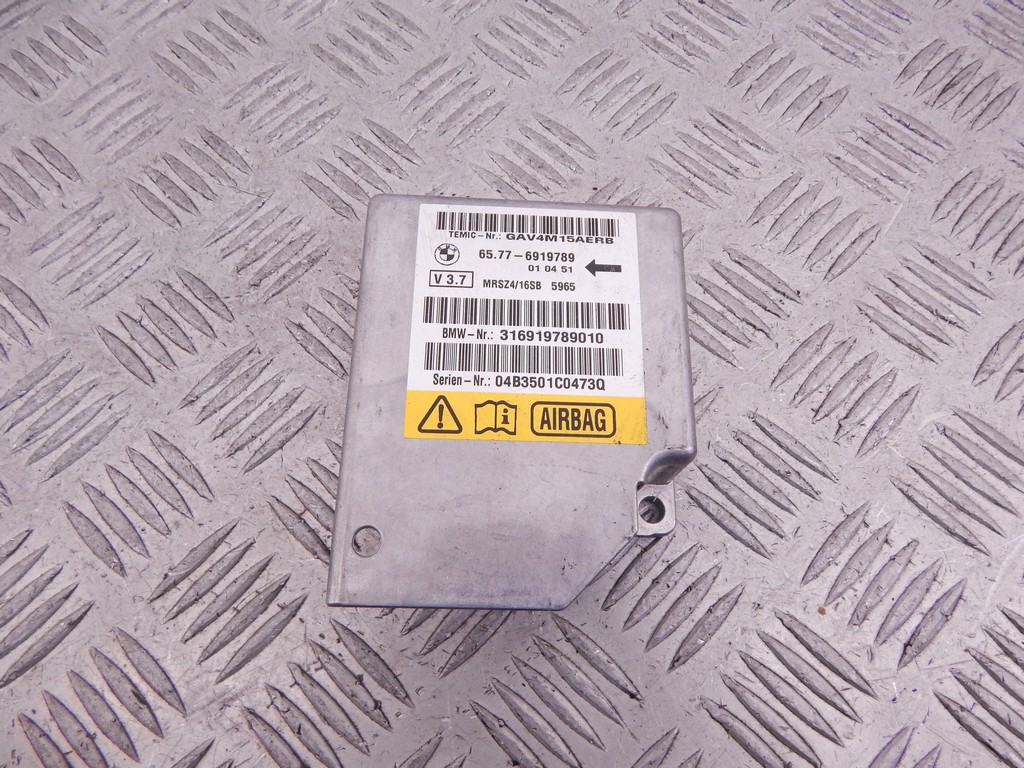 TEMIC-Nr.: GAV4M15AERB
65.77-6919789
01 04 51
V 3.7 MRSZ4/16SB 5965
BMW-Nr.: 316919789010
Serien-Nr.: 04B3501C0473Q
AIRBAG